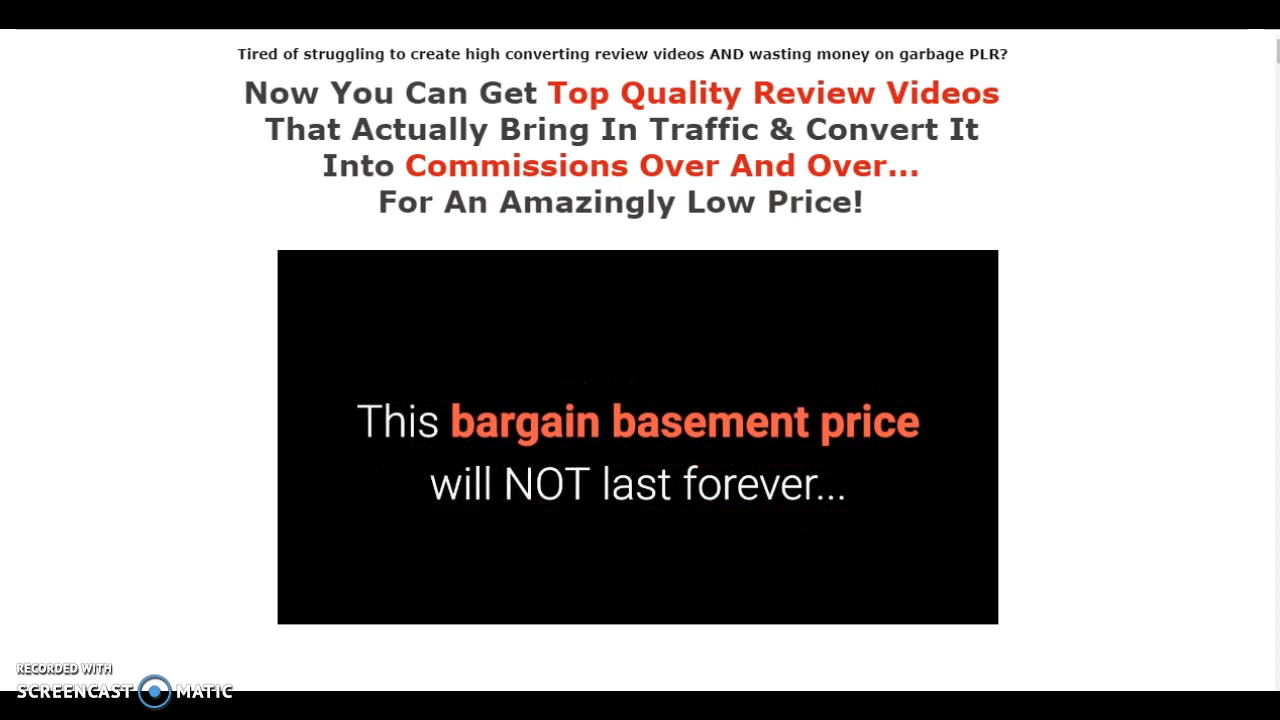 Tired of struggling to create high converting review videos AND wasting money on garbage PLR?
Now You Can Get Top Quality Review Videos
That Actually Bring In Traffic & Convert It
Into Commissions Over And Over...
For An Amazingly Low Price!
This bargain basement price
will NOT last forever...
RECORDED WITH
SCREENCAST MATIC